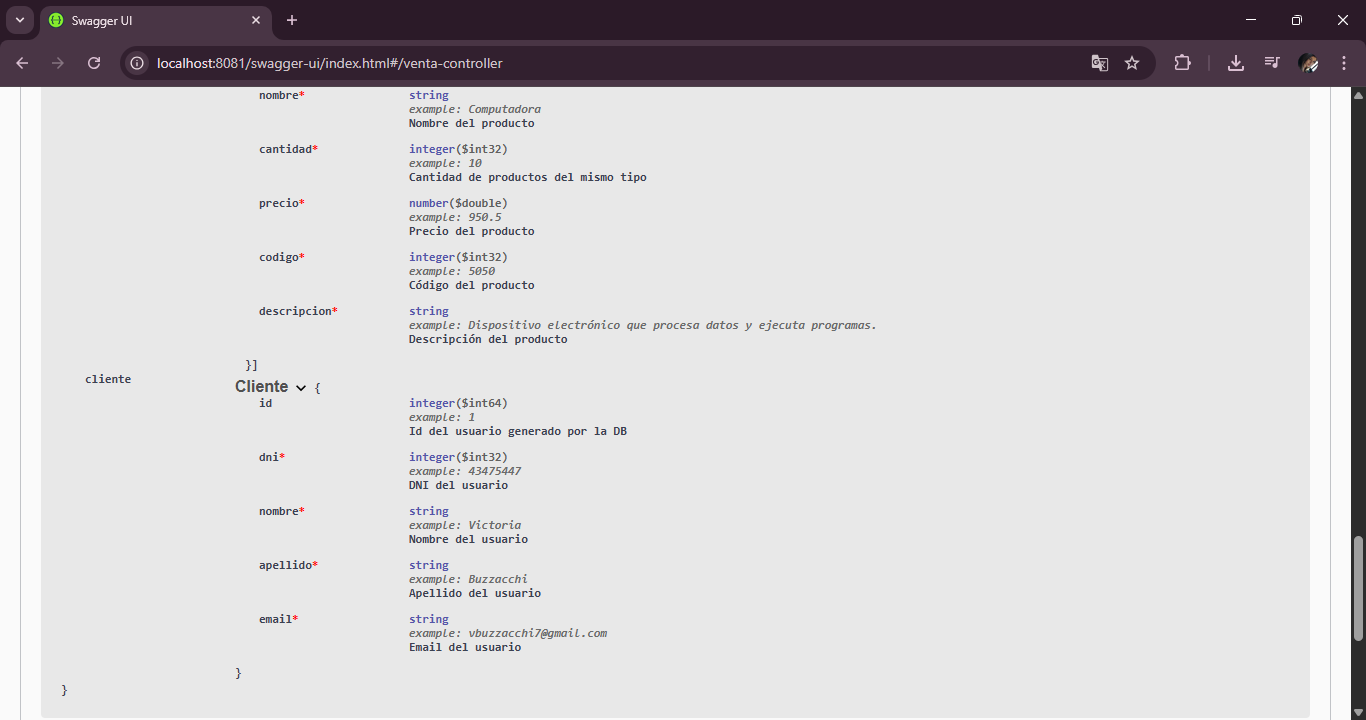 Swagger UI
localhost:8081/swagger-ui/index.html#/venta-controller
nombre* string
example: Computadora
Nombre del producto
cantidad* integer($int32)
example: 10
Cantidad de productos del mismo tipo
precio* number($double)
example: 950.5
Precio del producto
codigo* integer($int32)
example: 5050
Código del producto
descripcion* string
example: Dispositivo electrónico que procesa datos y ejecuta programas.
Descripción del producto
}]
cliente
Cliente {
id integer($int64)
example: 1
Id del usuario generado por la DB
dni* integer($int32)
example: 43475447
DNI del usuario
nombre* string
example: Victoria
Nombre del usuario
apellido* string
example: Buzzacchi
Apellido del usuario
email* string
example: vbuzzacchi7@gmail.com
Email del usuario
}
}